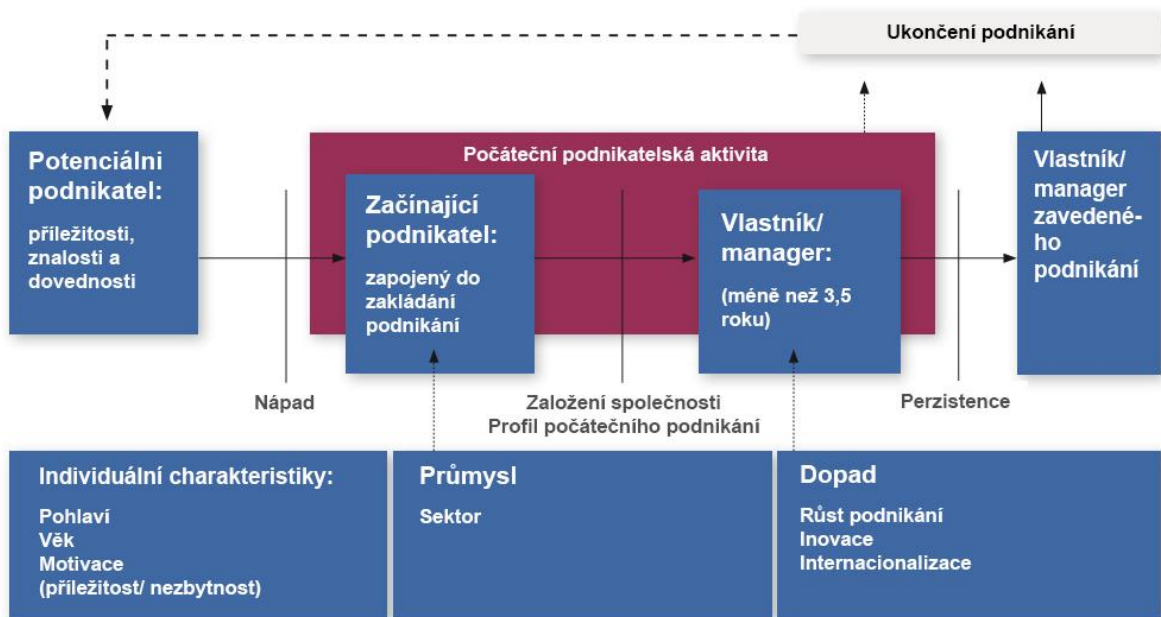 Ukončení podnikání
Potenciálni
podnikatel:
příležitosti,
znalosti a
dovednosti
Počáteční podnikatelská aktivita
Začínající
podnikatel:
zapojený do
zakládání
podnikání
Vlastník/
manager:
(méně než 3,5
roku)
Vlastník/
manager
zavedené-
ho
podnikání
Nápad
Založení společnosti
Profil počátečního podnikání
Perzistence
Individuální charakteristiky:
Pohlaví
Věk
Motivace
(příležitost/ nezbytnost)
Průmysl
Sektor
Dopad
Růst podnikání
Inovace
Internacionalizace